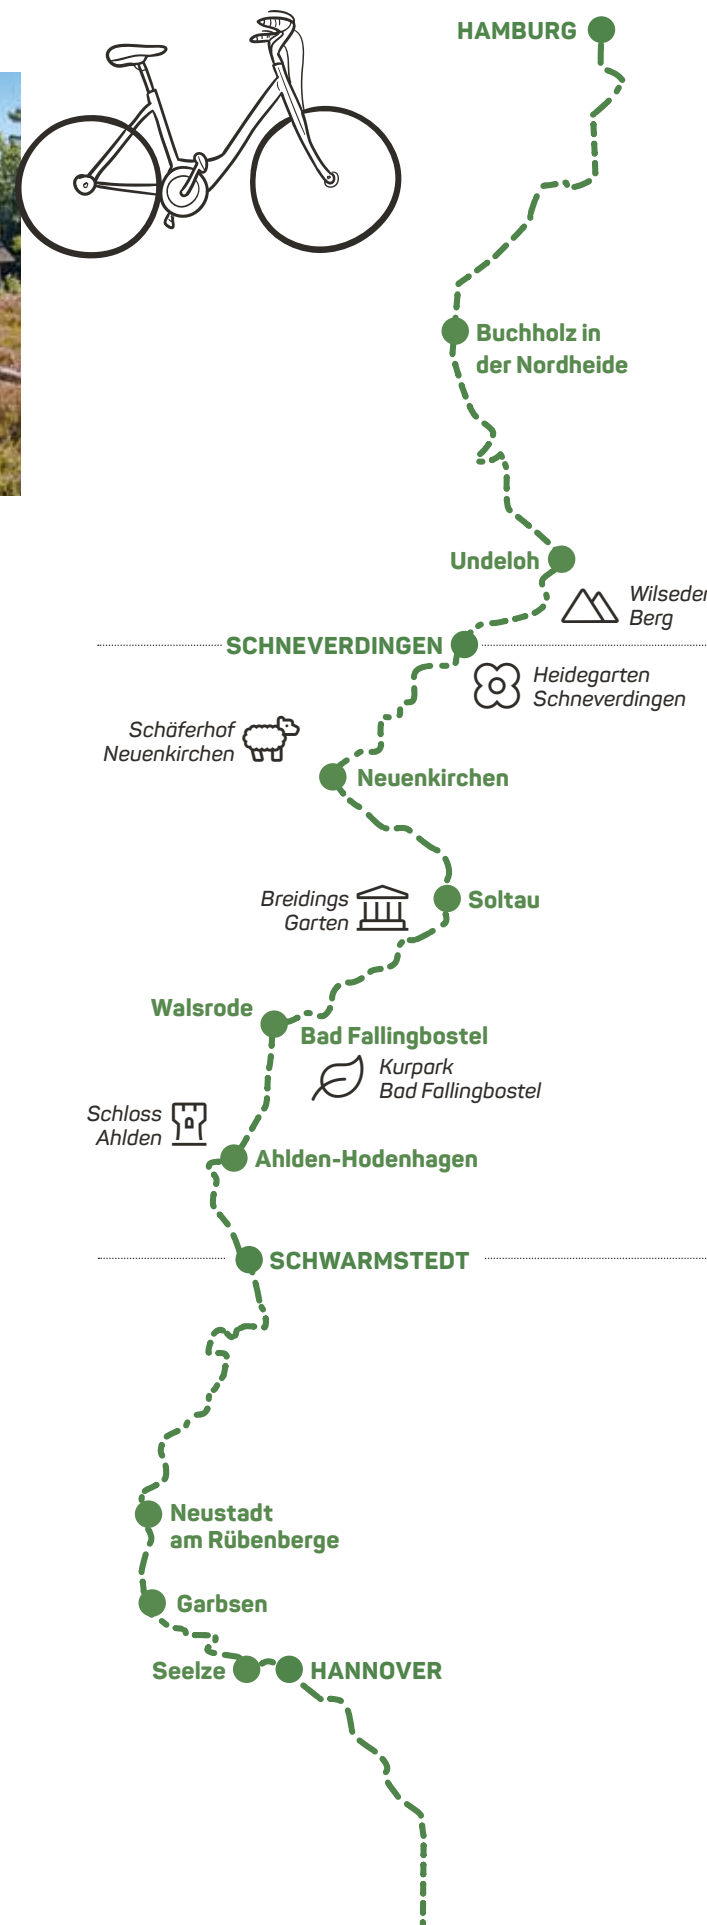 HAMBURG
Buchholz in
der Nordheide
Undeloh
Wilseder
Berg
SCHNEVERDINGEN
Heidegarten
Schneverdingen
Schäferhof
Neuenkirchen
Neuenkirchen
Breidings
Garten
Soltau
Walsrode
Bad Fallingbostel
Kurpark
Bad Fallingbostel
Schloss
Ahlden
Ahlden-Hodenhagen
SCHWARMSTEDT
Neustadt
am Rübenberge
Garbsen
Seelze
HANNOVER